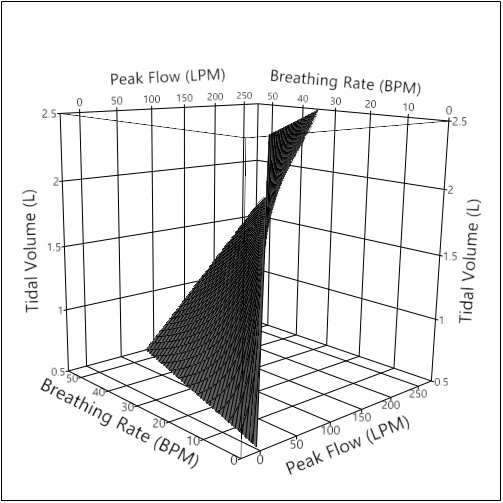 Peak Flow (LPM)
Breathing Rate (BPM)
0 50 100 150 200 250
50 40 30 20 10 0
2.5
2
1.5
1
0.5
Tidal Volume (L)
2.5
2
1.5
1
0.5
Tidal Volume (L)
50
40
30
20
10
0
Breathing Rate (BPM)
0
50
100
150
200
250
Peak Flow (LPM)